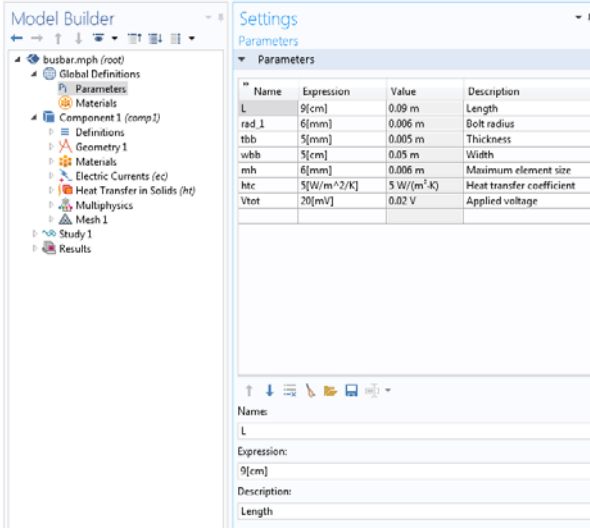 Model Builder
busbar.mph (root)
Global Definitions
Pi Parameters
Materials
Component 1 (comp1)
Definitions
Geometry 1
Materials
Electric Currents (ec)
Heat Transfer in Solids (ht)
Multiphysics
Mesh 1
Study 1
Results
Settings
Parameters
Parameters
Name Expression Value Description
L 9[cm] 0.09 m Length
rad_1 6[mm] 0.006 m Bolt radius
tbb 5[mm] 0.005 m Thickness
wbb 5[cm] 0.05 m Width
mh 6[mm] 0.006 m Maximum element size
htc 5[W/m^2/K] 5 W/(m²·K) Heat transfer coefficient
Vtot 20[mV] 0.02 V Applied voltage
Name:
L
Expression:
9[cm]
Description:
Length